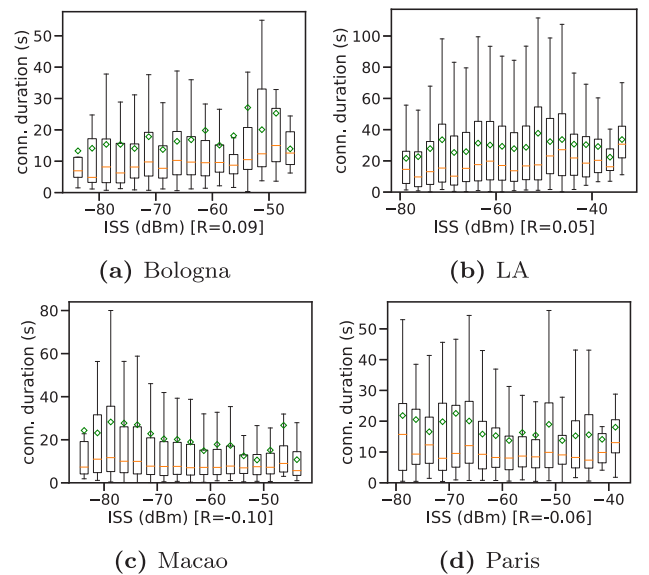 conn. duration (s)
50
40
30
20
10
0
−80 −70 −60 −50
ISS (dBm) [R=0.09]
(a) Bologna
conn. duration (s)
100
80
60
40
20
0
−80 −70 −60 −50 −40
ISS (dBm) [R=0.05]
(b) LA
conn. duration (s)
80
60
40
20
0
−80 −70 −60 −50
ISS (dBm) [R=-0.10]
(c) Macao
conn. duration (s)
50
40
30
20
10
0
−80 −70 −60 −50 −40
ISS (dBm) [R=-0.06]
(d) Paris